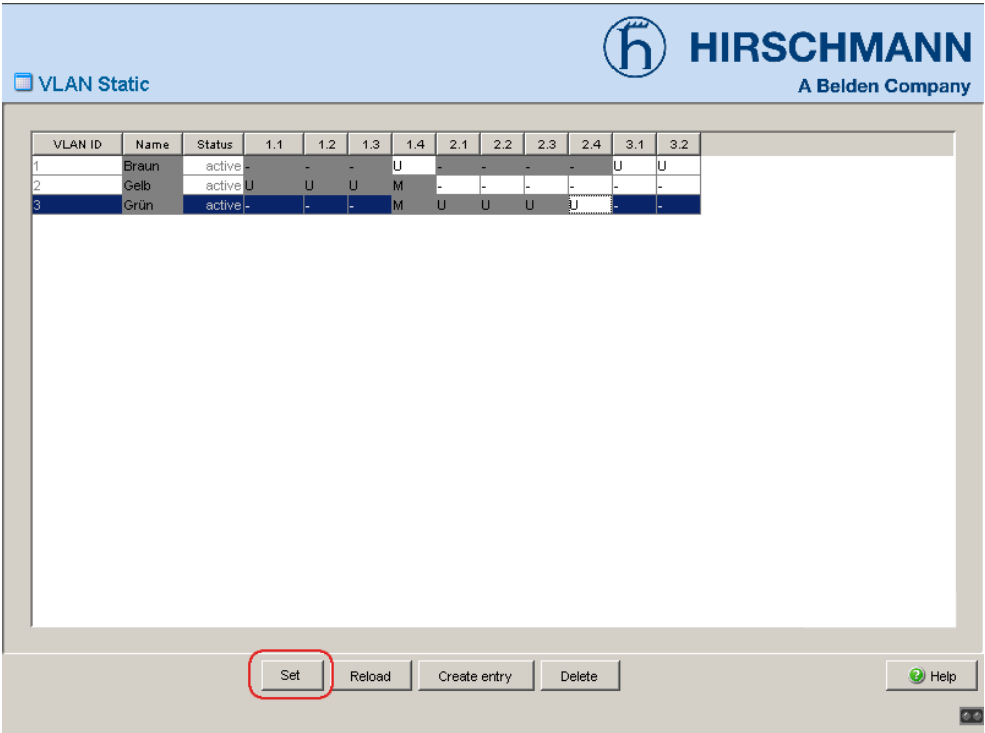 HIRSCHMANN
VLAN Static
A Belden Company
VLAN ID Name Status 1.1 1.2 1.3 1.4 2.1 2.2 2.3 2.4 3.1 3.2
1 Braun active - - - U - - - - U U
2 Gelb active U U U M - - - - - -
3 Grün active - - - M U U U U - -
Set Reload Create entry Delete Help